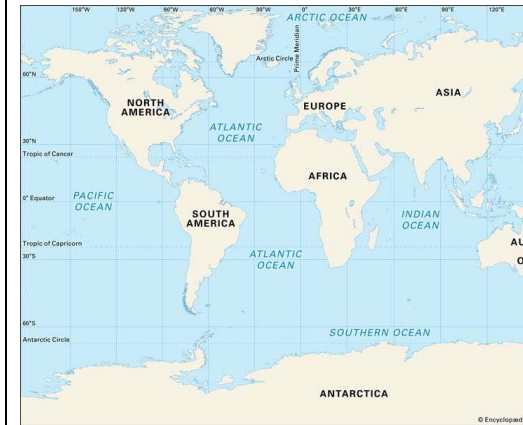 150°W 120°W 90°W 60°W 30°W 0° 30°E 60°E 90°E 120°E
ARCTIC OCEAN
Prime Meridian
Arctic Circle
60°N
ASIA
NORTH
AMERICA
EUROPE
ATLANTIC
OCEAN
30°N
Tropic of Cancer
AFRICA
0° Equator
PACIFIC
OCEAN
SOUTH
AMERICA
INDIAN
OCEAN
Tropic of Capricorn
AU
O
ATLANTIC
OCEAN
30°S
60°S
SOUTHERN OCEAN
Antarctic Circle
ANTARCTICA
© Encyclopæd